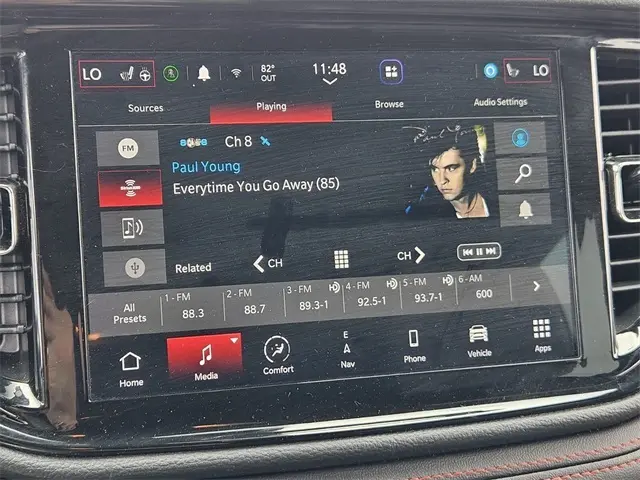 LO
82°
OUT
11:48
LO
Sources
Playing
Browse
Audio Settings
FM
Ch 8
Paul Young
Everytime You Go Away (85)
Paul Young
Related
CH
CH
All
Presets
1 - FM
88.3
2 - FM
88.7
3 - FM
89.3-1
4 - FM
92.5-1
5 - FM
93.7-1
6 -AM
600
Home
Media
Comfort
E
Nav
Phone
Vehicle
Apps